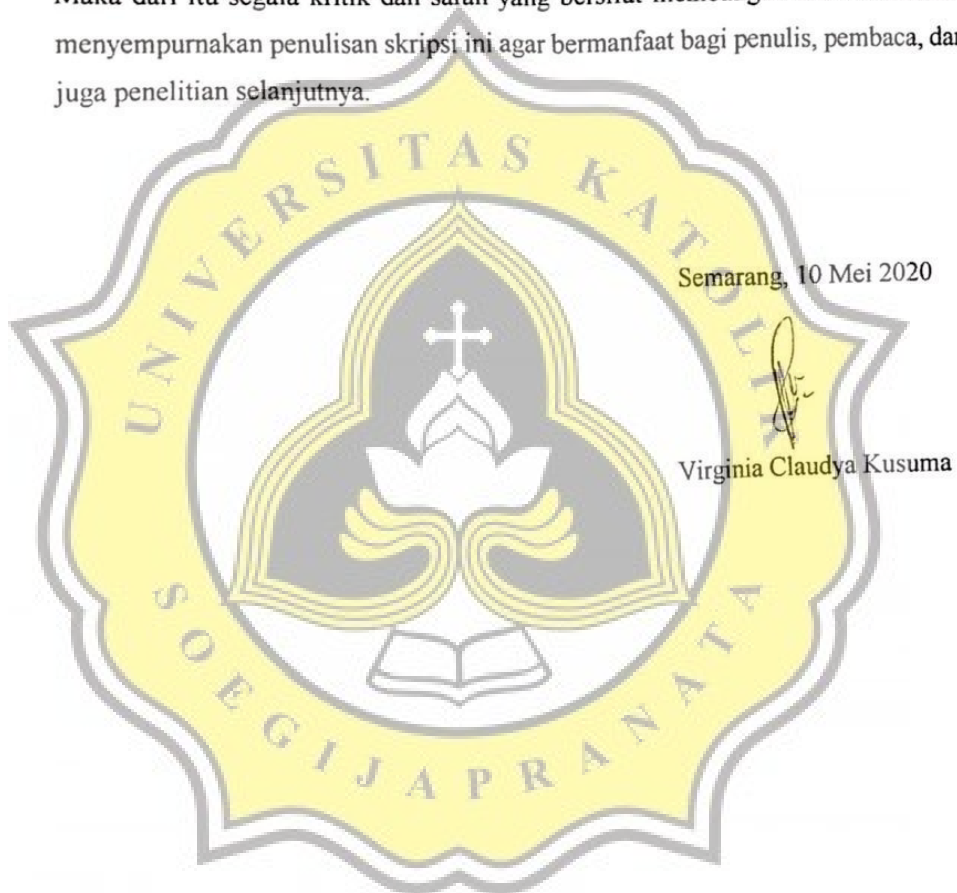 menyempurnakan penulisan skripsi ini agar bermanfaat bagi penulis, pembaca, dan
juga penelitian selanjutnya.
UNIVERSITAS KATOLIK
Semarang, 10 Mei 2020
Virginia Claudya Kusuma
SOEGIJAPRANATA